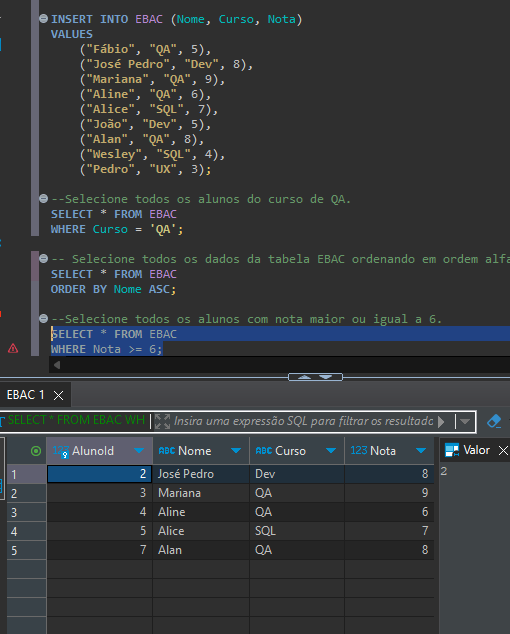 INSERT INTO EBAC (Nome, Curso, Nota)
VALUES
("Fábio", "QA", 5),
("José Pedro", "Dev", 8),
("Mariana", "QA", 9),
("Aline", "QA", 6),
("Alice", "SQL", 7),
("João", "Dev", 5),
("Alan", "QA", 8),
("Wesley", "SQL", 4),
("Pedro", "UX", 3);
--Selecione todos os alunos do curso de QA.
SELECT * FROM EBAC
WHERE Curso = 'QA';
-- Selecione todos os dados da tabela EBAC ordenando em ordem alfa
SELECT * FROM EBAC
ORDER BY Nome ASC;
--Selecione todos os alunos com nota maior ou igual a 6.
SELECT * FROM EBAC
WHERE Nota >= 6;
EBAC 1
SELECT * FROM EBAC WH Insira uma expressão SQL para filtrar os resultado
123 AlunoId ABC Nome ABC Curso 123 Nota Valor
1 2 José Pedro Dev 8 2
2 3 Mariana QA 9
3 4 Aline QA 6
4 5 Alice SQL 7
5 7 Alan QA 8